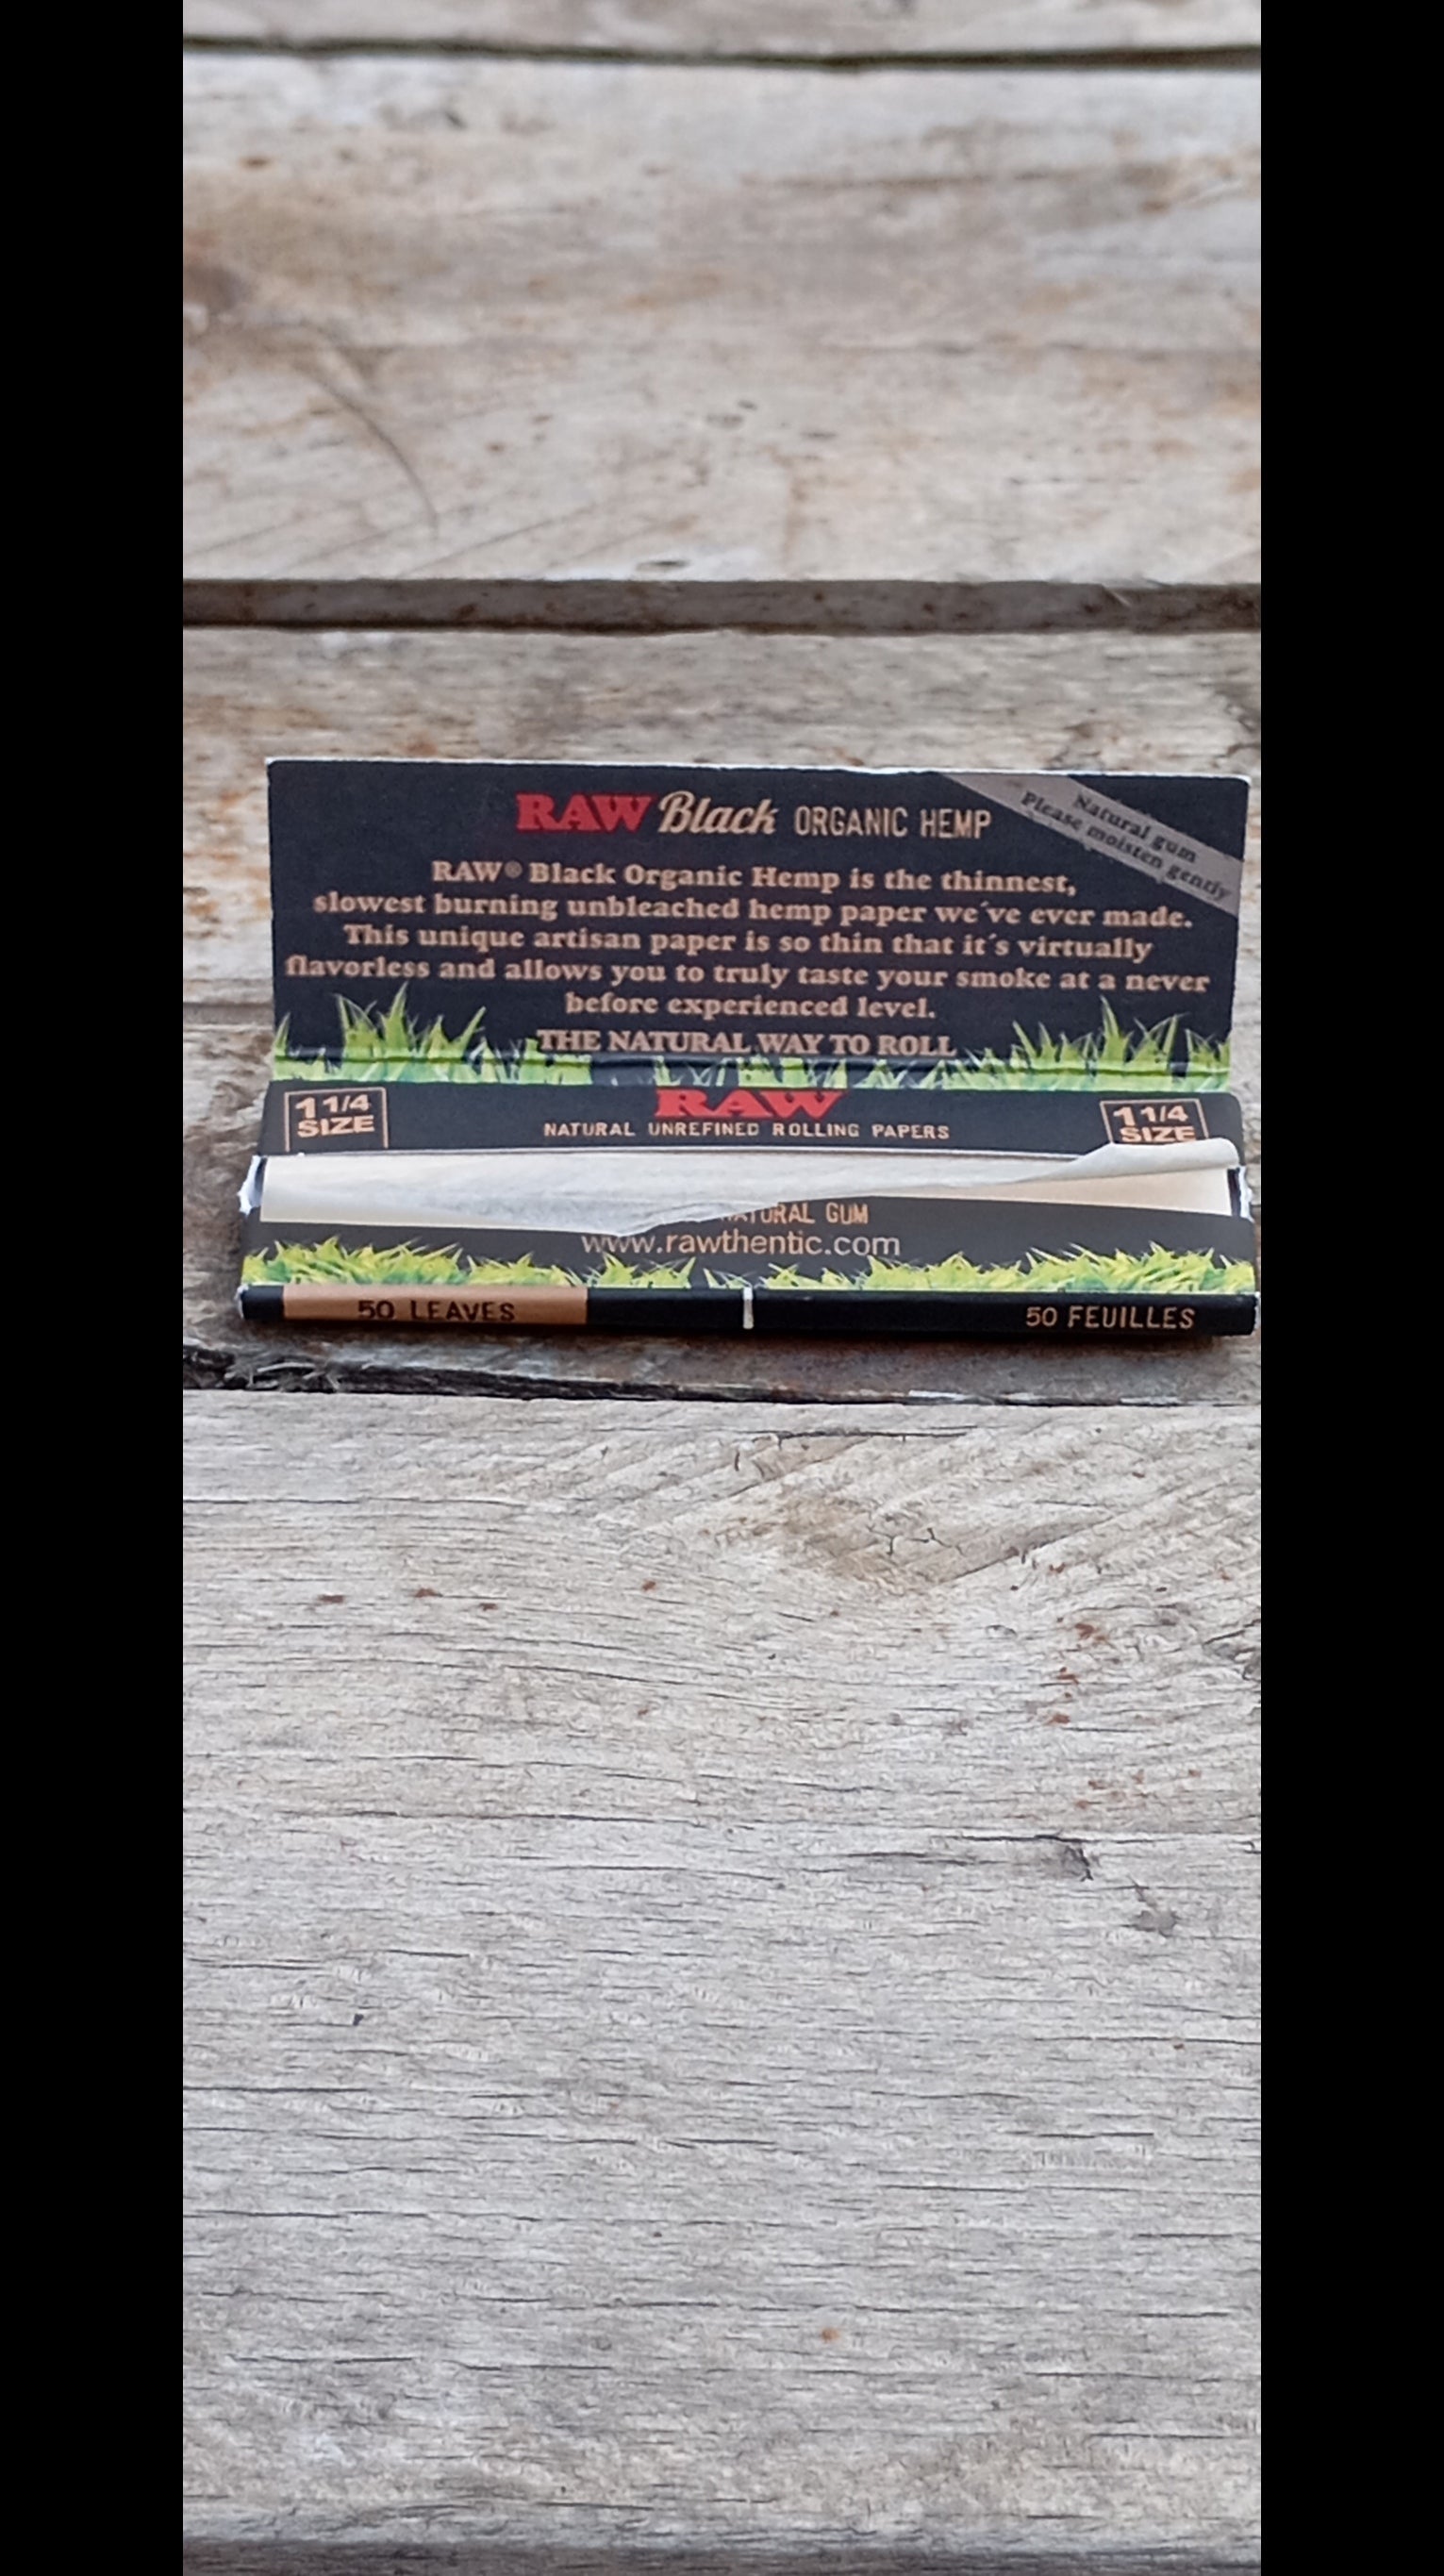 RAW Black ORGANIC HEMP
Natural gum
Please moisten gently
RAW® Black Organic Hemp is the thinnest,
slowest burning unbleached hemp paper we´ve ever made.
This unique artisan paper is so thin that it´s virtually
flavorless and allows you to truly taste your smoke at a never
before experienced level.
THE NATURAL WAY TO ROLL
1 1/4
SIZE
RAW
NATURAL UNREFINED ROLLING PAPERS
1 1/4
SIZE
NATURAL GUM
www.rawthentic.com
50 LEAVES
50 FEUILLES